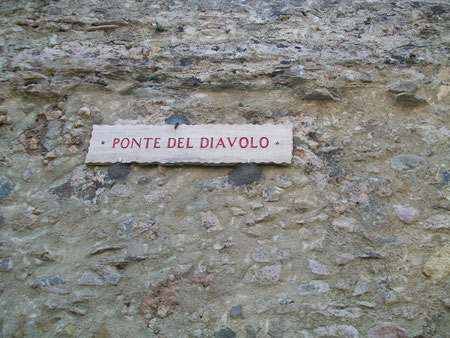 · PONTE DEL DIAVOLO ·